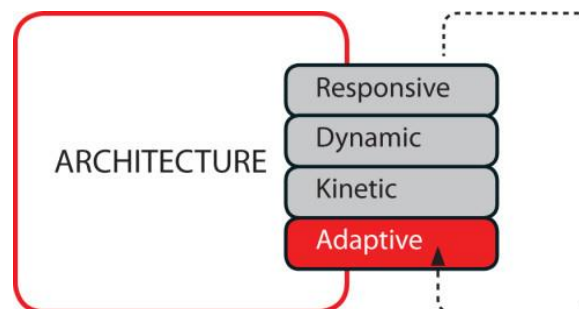 Responsive
Dynamic
ARCHITECTURE
Kinetic
Adaptive